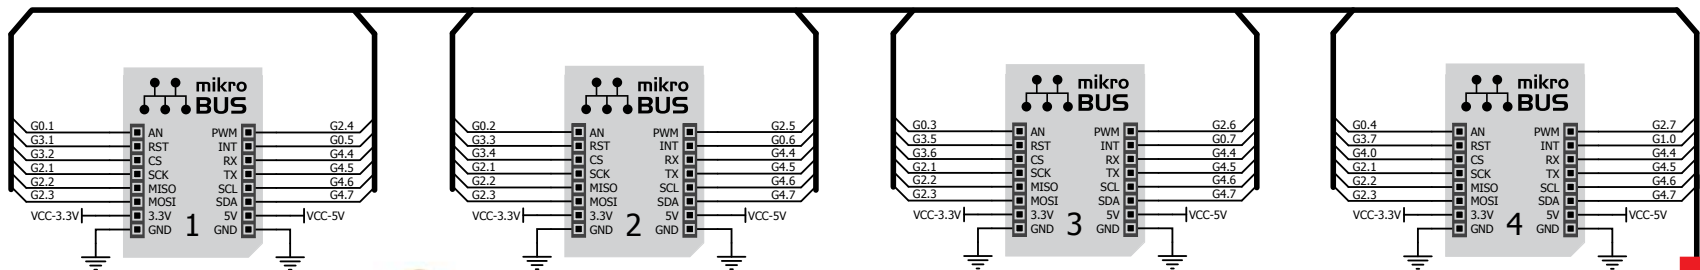 mikro
BUS
G0.1 AN PWM G2.4
G3.1 RST INT G0.5
G3.2 CS RX G4.4
G2.1 SCK TX G4.5
G2.2 MISO SCL G4.6
G2.3 MOSI SDA G4.7
VCC-3.3V 3.3V 5V VCC-5V
GND 1 GND
mikro
BUS
G0.2 AN PWM G2.5
G3.3 RST INT G0.6
G3.4 CS RX G4.4
G2.1 SCK TX G4.5
G2.2 MISO SCL G4.6
G2.3 MOSI SDA G4.7
VCC-3.3V 3.3V 5V VCC-5V
GND 2 GND
mikro
BUS
G0.3 AN PWM G2.6
G3.5 RST INT G0.7
G3.6 CS RX G4.4
G2.1 SCK TX G4.5
G2.2 MISO SCL G4.6
G2.3 MOSI SDA G4.7
VCC-3.3V 3.3V 5V VCC-5V
GND 3 GND
mikro
BUS
G0.4 AN PWM G2.7
G3.7 RST INT G1.0
G4.0 CS RX G4.4
G2.1 SCK TX G4.5
G2.2 MISO SCL G4.6
G2.3 MOSI SDA G4.7
VCC-3.3V 3.3V 5V VCC-5V
GND 4 GND